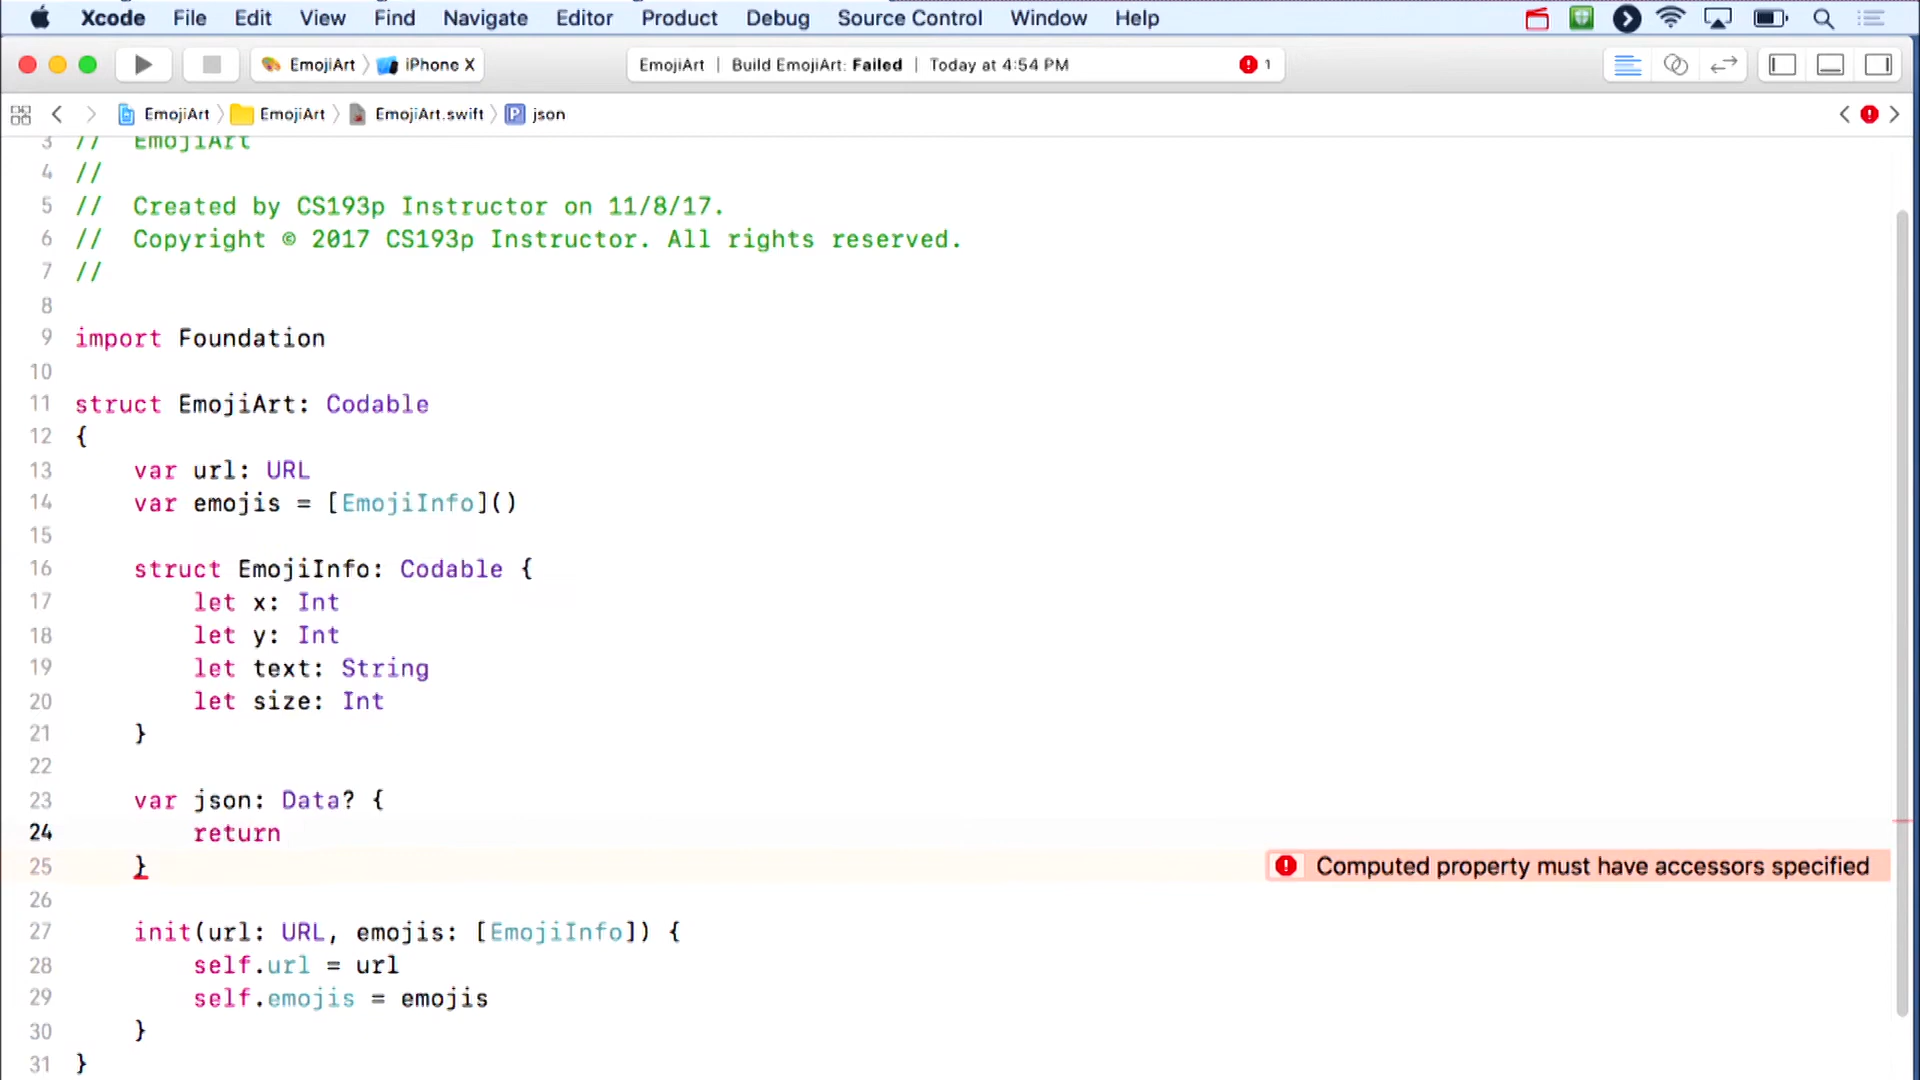 Xcode File Edit View Find Navigate Editor Product Debug Source Control Window Help
EmojiArt 〉 iPhone X EmojiArt | Build EmojiArt: Failed | Today at 4:54 PM 1
EmojiArt 〉 EmojiArt 〉 EmojiArt.swift 〉 P json
3 // EmojiArt
4 //
5 // Created by CS193p Instructor on 11/8/17.
6 // Copyright © 2017 CS193p Instructor. All rights reserved.
7 //
8
9 import Foundation
10
11 struct EmojiArt: Codable
12 {
13 var url: URL
14 var emojis = [EmojiInfo]()
15
16 struct EmojiInfo: Codable {
17 let x: Int
18 let y: Int
19 let text: String
20 let size: Int
21 }
22
23 var json: Data? {
24 return
25 } Computed property must have accessors specified
26
27 init(url: URL, emojis: [EmojiInfo]) {
28 self.url = url
29 self.emojis = emojis
30 }
31 }